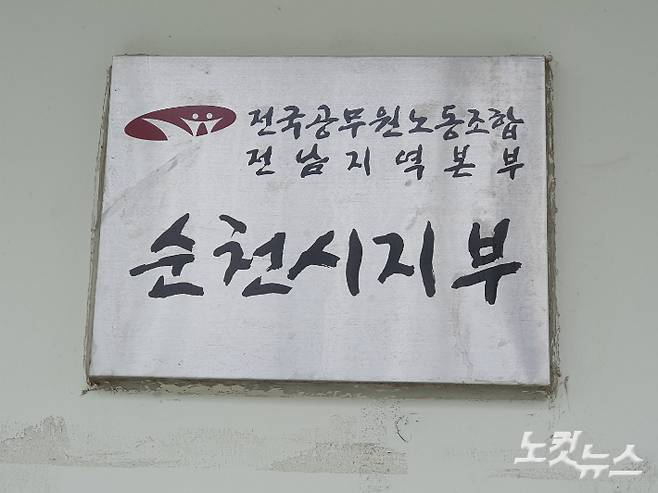 전국공무원노동조합
전남지역본부
순천시지부
노컷뉴스